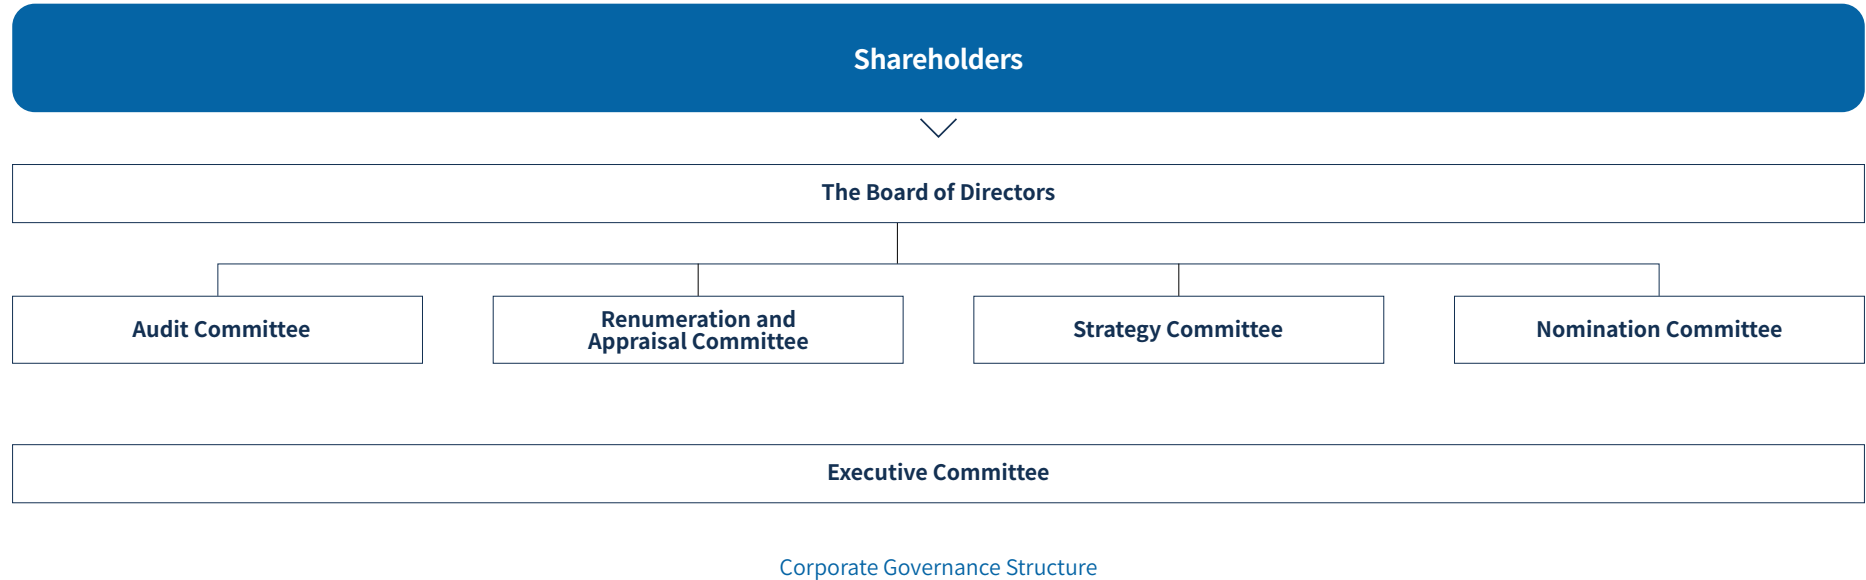 Shareholders
The Board of Directors
Audit Committee
Renumeration and
Appraisal Committee
Strategy Committee
Nomination Committee
Executive Committee
Corporate Governance Structure